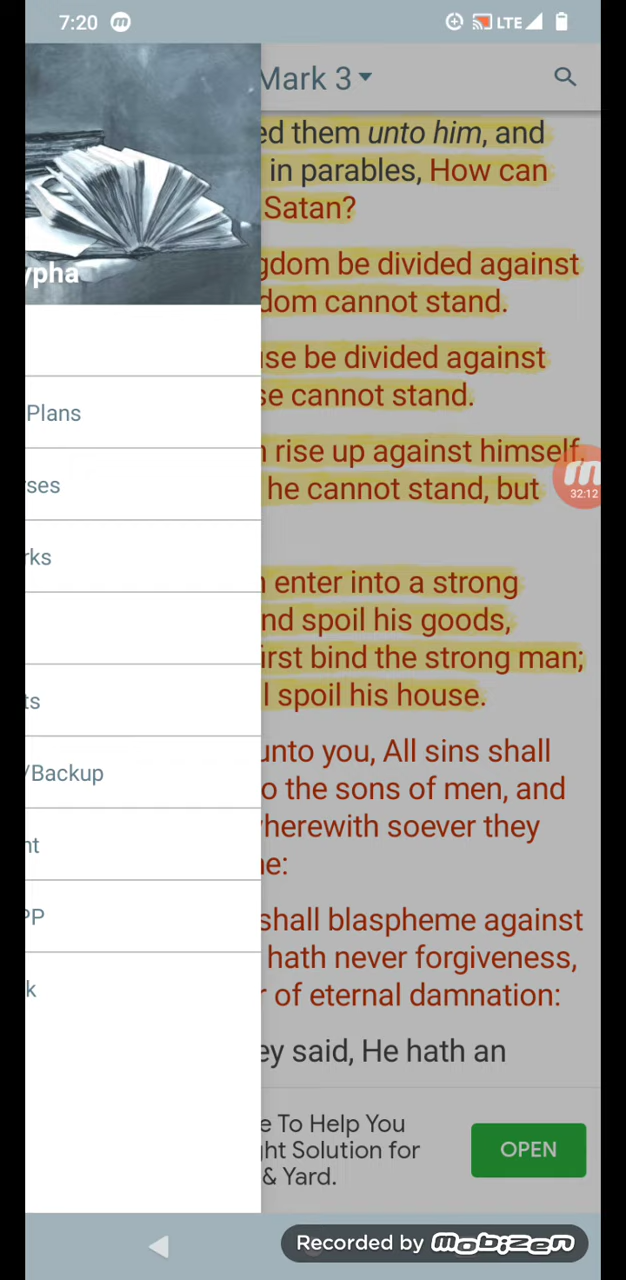 7:20
LTE
Mark 3
ed them unto him, and
in parables, How can
Satan?
gdom be divided against
dom cannot stand.
use be divided against
se cannot stand.
rise up against himself,
he cannot stand, but
enter into a strong
nd spoil his goods,
irst bind the strong man;
l spoil his house.
unto you, All sins shall
o the sons of men, and
wherewith soever they
ne:
shall blaspheme against
hath never forgiveness,
r of eternal damnation:
ey said, He hath an
ypha
Plans
rses
rks
ts
/Backup
nt
PP
k
32:12
e To Help You
ght Solution for
& Yard.
OPEN
Recorded by mobizen